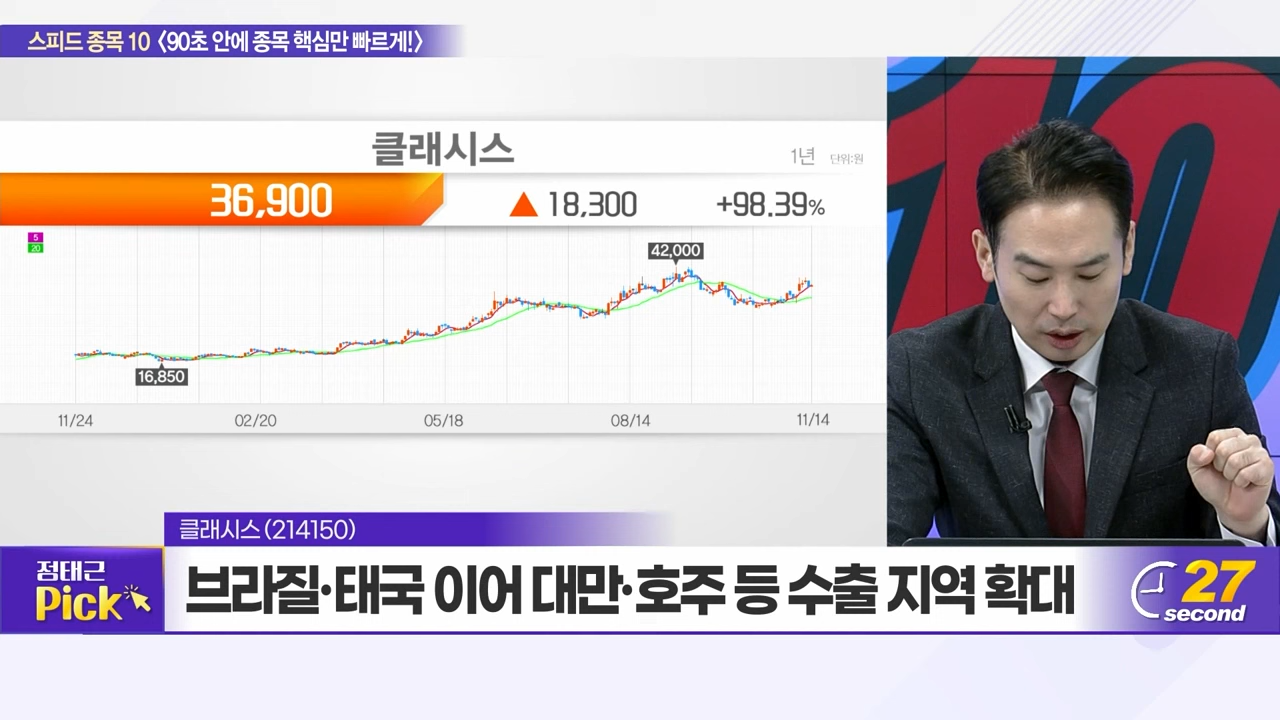 스피드 종목 10 〈90초 안에 종목 핵심만 빠르게!〉
클래시스
1년 단위:원
36,900 ▲ 18,300 +98.39%
5
20
42,000
16,850
11/24 02/20 05/18 08/14 11/14
클래시스 (214150)
정태근
Pick
브라질·태국 이어 대만·호주 등 수출 지역 확대
27
second
10